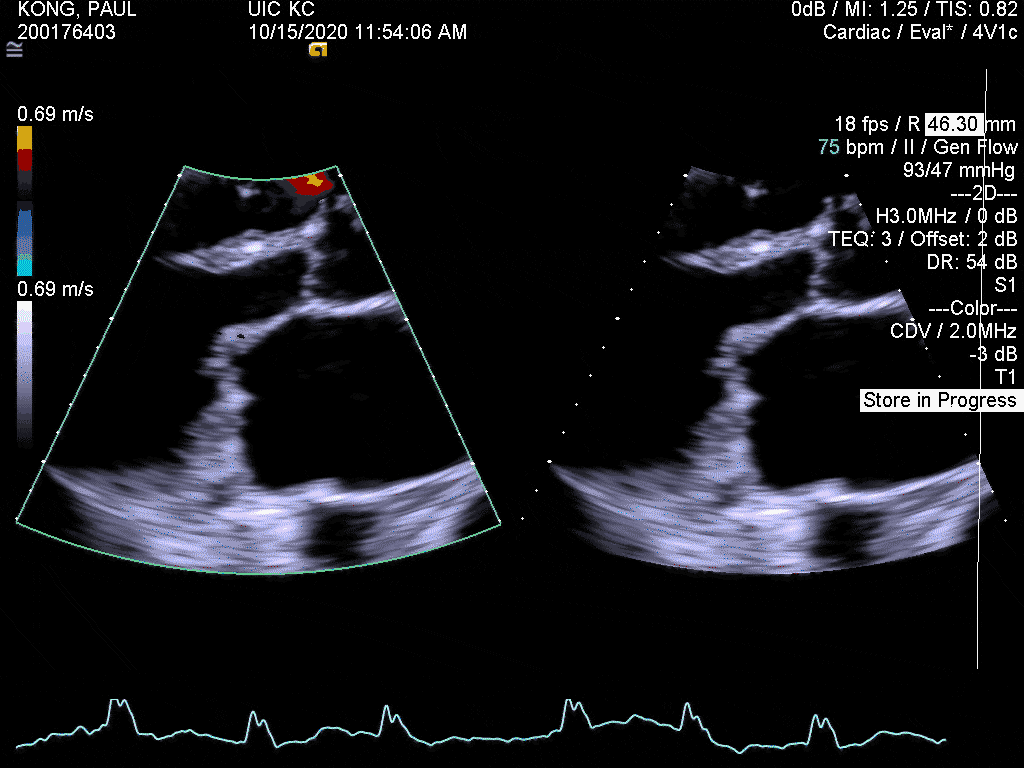 KONG, PAUL
200176403
UIC KC
10/15/2020 11:54:06 AM
0dB / MI: 1.25 / TIS: 0.82
Cardiac / Eval* / 4V1c
0.69 m/s
0.69 m/s
18 fps / R 46.30 mm
75 bpm / II / Gen Flow
93/47 mmHg
---2D---
H3.0MHz / 0 dB
TEQ: 3 / Offset: 2 dB
DR: 54 dB
S1
---Color---
CDV / 2.0MHz
-3 dB
T1
Store in Progress